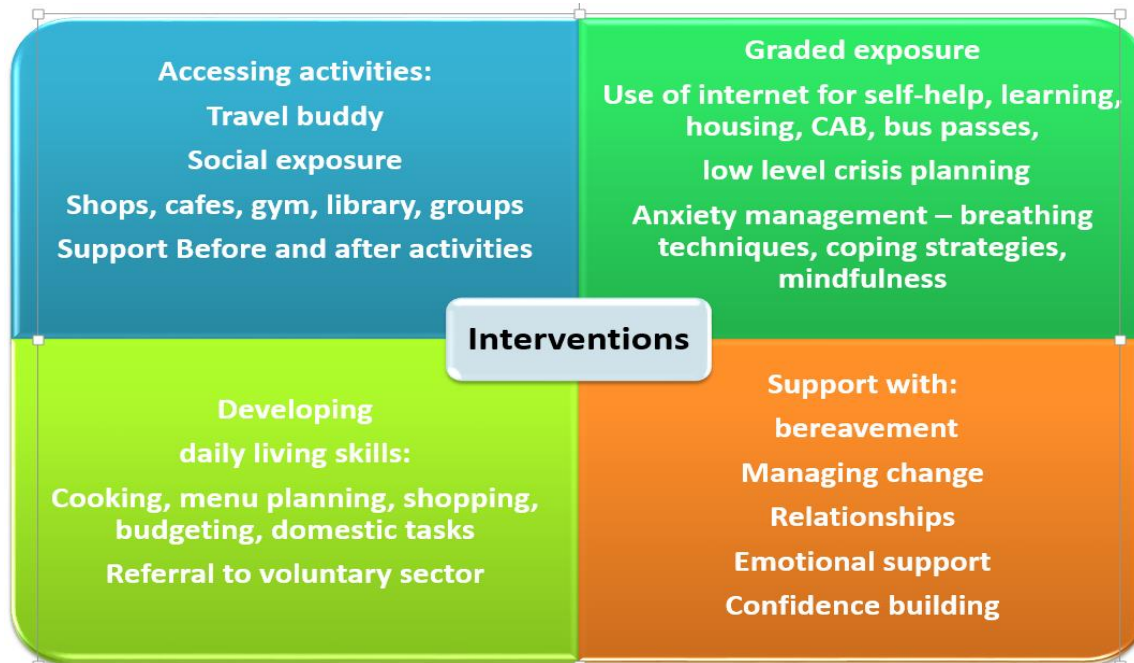 Accessing activities:
Travel buddy
Social exposure
Shops, cafes, gym, library, groups
Support Before and after activities
Graded exposure
Use of internet for self-help, learning,
housing, CAB, bus passes,
low level crisis planning
Anxiety management – breathing
techniques, coping strategies,
mindfulness
Interventions
Developing
daily living skills:
Cooking, menu planning, shopping,
budgeting, domestic tasks
Referral to voluntary sector
Support with:
bereavement
Managing change
Relationships
Emotional support
Confidence building